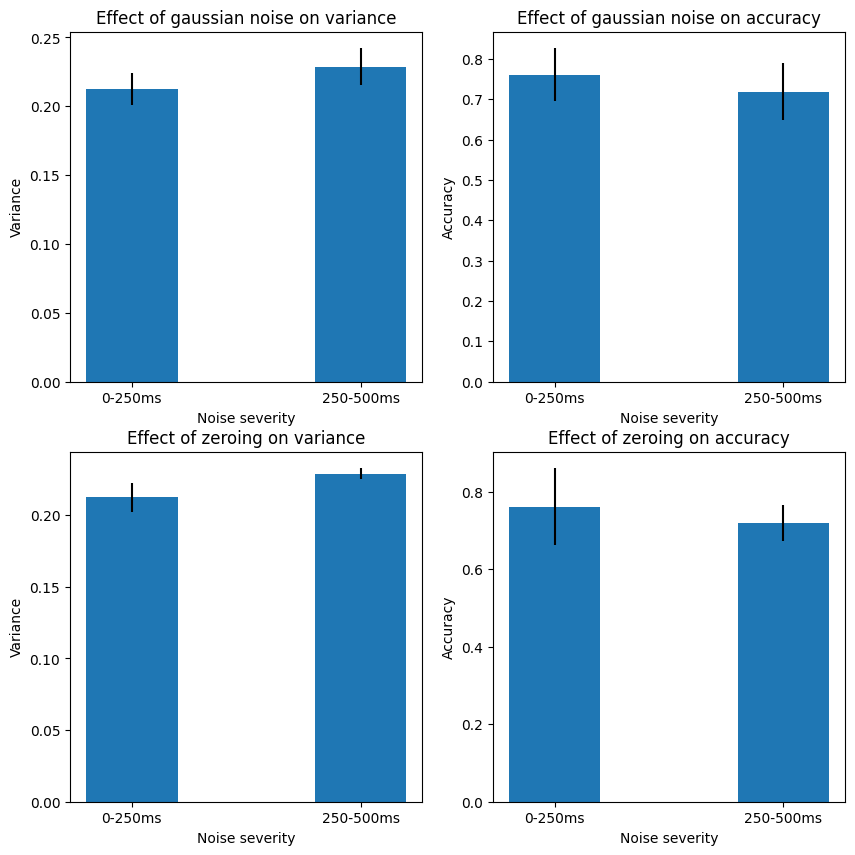 Effect of gaussian noise on variance
0.25
0.20
0.15
0.10
0.05
0.00
Variance
0-250ms 250-500ms
Noise severity
Effect of gaussian noise on accuracy
0.8
0.7
0.6
0.5
0.4
0.3
0.2
0.1
0.0
Accuracy
0-250ms 250-500ms
Noise severity
Effect of zeroing on variance
0.20
0.15
0.10
0.05
0.00
Variance
0-250ms 250-500ms
Noise severity
Effect of zeroing on accuracy
0.8
0.6
0.4
0.2
0.0
Accuracy
0-250ms 250-500ms
Noise severity